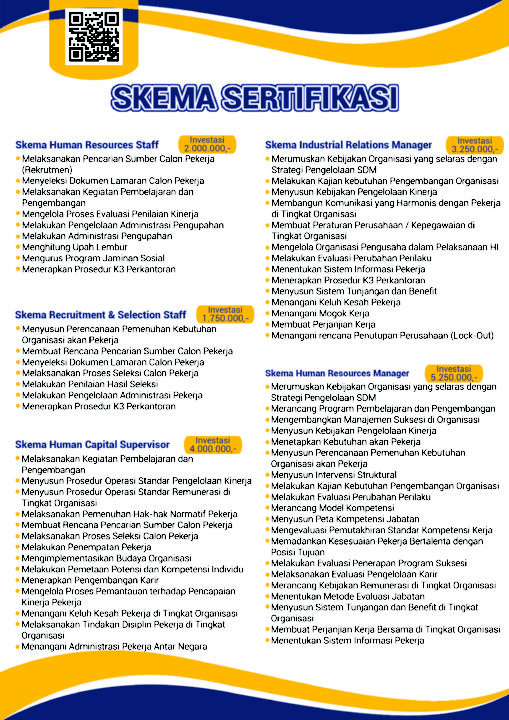 SKEMA SERTIFIKASI
Skema Human Resources Staff
Investasi
2.000.000,-
Melaksanakan Pencarian Sumber Calon Pekerja
(Rekrutmen)
Menyeleksi Dokumen Lamaran Calon Pekerja
Melaksanakan Kegiatan Pembelajaran dan
Pengembangan
Mengelola Proses Evaluasi Penilaian Kinerja
Melakukan Pengelolaan Administrasi Pengupahan
Melakukan Administrasi Pengupahan
Menghitung Upah Lembur
Mengurus Program Jaminan Sosial
Menerapkan Prosedur K3 Perkantoran
Skema Recruitment & Selection Staff
Investasi
1.750.000,-
Menyusun Perencanaan Pemenuhan Kebutuhan
Organisasi akan Pekerja
Membuat Rencana Pencarian Sumber Calon Pekerja
Menyeleksi Dokumen Lamaran Calon Pekerja
Melaksanakan Proses Seleksi Calon Pekerja
Melakukan Penilaian Hasil Seleksi
Melakukan Pengelolaan Administrasi Pekerja
Menerapkan Prosedur K3 Perkantoran
Skema Human Capital Supervisor
Investasi
4.000.000,-
Melaksanakan Kegiatan Pembelajaran dan
Pengembangan
Menyusun Prosedur Operasi Standar Pengelolaan Kinerja
Menyusun Prosedur Operasi Standar Remunerasi di
Tingkat Organisasi
Melaksanakan Pemenuhan Hak-hak Normatif Pekerja
Membuat Rencana Pencarian Sumber Calon Pekerja
Melaksanakan Proses Seleksi Calon Pekerja
Melakukan Penempatan Pekerja
Mengimplementasikan Budaya Organisasi
Melakukan Pemetaan Potensi dan Kompetensi Individu
Menerapkan Pengembangan Karir
Mengelola Proses Pemantauan terhadap Pencapaian
Kinerja Pekerja
Menangani Keluh Kesah Pekerja di Tingkat Organisasi
Melaksanakan Tindakan Disiplin Pekerja di Tingkat
Organisasi
Menangani Administrasi Pekerja Antar Negara
Skema Industrial Relations Manager
Investasi
3.250.000,-
Merumuskan Kebijakan Organisasi yang selaras dengan
Strategi Pengelolaan SDM
Melakukan Kajian kebutuhan Pengembangan Organisasi
Menyusun Kebijakan Pengelolaan Kinerja
Membangun Komunikasi yang Harmonis dengan Pekerja
di Tingkat Organisasi
Membuat Peraturan Perusahaan / Kepegawaian di
Tingkat Organisasi
Mengelola Organisasi Pengusaha dalam Pelaksanaan HI
Melakukan Evaluasi Perubahan Perilaku
Menentukan Sistem Informasi Pekerja
Menerapkan Prosedur K3 Perkantoran
Menyusun Sistem Tunjangan dan Benefit
Menangani Keluh Kesah Pekerja
Menangani Mogok Kerja
Membuat Perjanjian Kerja
Menangani rencana Penutupan Perusahaan (Lock-Out)
Skema Human Resources Manager
Investasi
5.250.000,-
Merumuskan Kebijakan Organisasi yang selaras dengan
Strategi Pengelolaan SDM
Merancang Program Pembelajaran dan Pengembangan
Mengembangkan Manajemen Suksesi di Organisasi
Menyusun Kebijakan Pengelolaan Kinerja
Menetapkan Kebutuhan akan Pekerja
Menyusun Perencanaan Pemenuhan Kebutuhan
Organisasi akan Pekerja
Menyusun Intervensi Struktural
Melakukan Kajian Kebutuhan Pengembangan Organisasi
Melakukan Evaluasi Perubahan Perilaku
Merancang Model Kompetensi
Menyusun Peta Kompetensi Jabatan
Mengevaluasi Pemutakhiran Standar Kompetensi Kerja
Memadankan Kesesuaian Pekerja Bertalenta dengan
Posisi Tujuan
Melakukan Evaluasi Penerapan Program Suksesi
Melaksanakan Evaluasi Pengelolaan Karir
Merancang Kebijakan Remunerasi di Tingkat Organisasi
Menentukan Metode Evaluasi Jabatan
Menyusun Sistem Tunjangan dan Benefit di Tingkat
Organisasi
Membuat Perjanjian Kerja Bersama di Tingkat Organisasi
Menentukan Sistem Informasi Pekerja